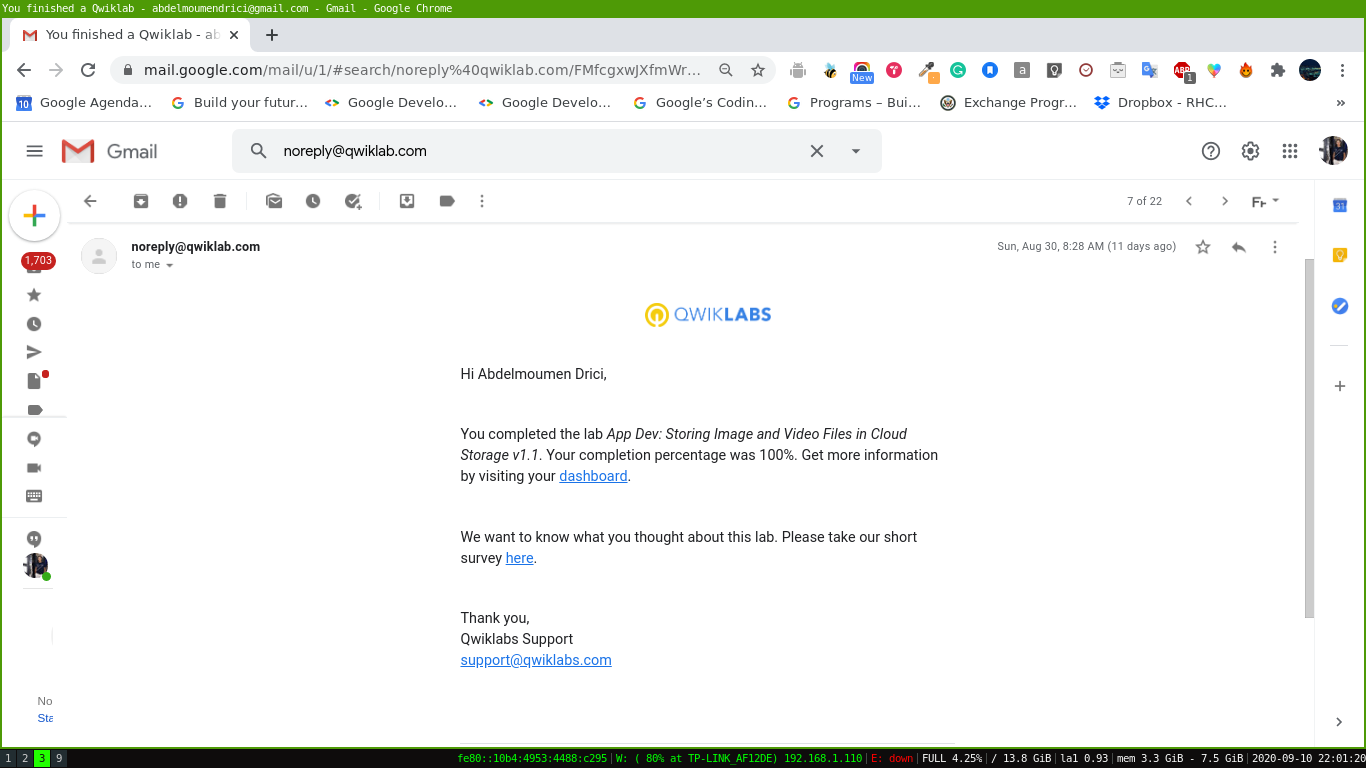 You finished a Qwiklab - abdelmoumendrici@gmail.com - Gmail - Google Chrome
You finished a Qwiklab - ab
mail.google.com/mail/u/1/#search/noreply%40qwiklab.com/FMfcgxwJXfmWr...
New
1
Google Agenda...
Build your futur...
Google Develo...
Google Develo...
Google's Codin...
Programs – Bui...
Exchange Progr...
Dropbox - RHC...
»
Gmail
noreply@qwiklab.com
7 of 22
noreply@qwiklab.com
Sun, Aug 30, 8:28 AM (11 days ago)
to me
1,703
QWIKLABS
Hi Abdelmoumen Drici,
You completed the lab App Dev: Storing Image and Video Files in Cloud
Storage v1.1. Your completion percentage was 100%. Get more information
by visiting your dashboard.
We want to know what you thought about this lab. Please take our short
survey here.
Thank you,
Qwiklabs Support
support@qwiklabs.com
No
Sta
1 2 3 9
fe80::10b4:4953:4488:c295 | W: ( 80% at TP-LINK_AF12DE) 192.168.1.110 | E: down | FULL 4.25% | / 13.8 GiB | la1 0.93 | mem 3.3 GiB - 7.5 GiB | 2020-09-10 22:01:20